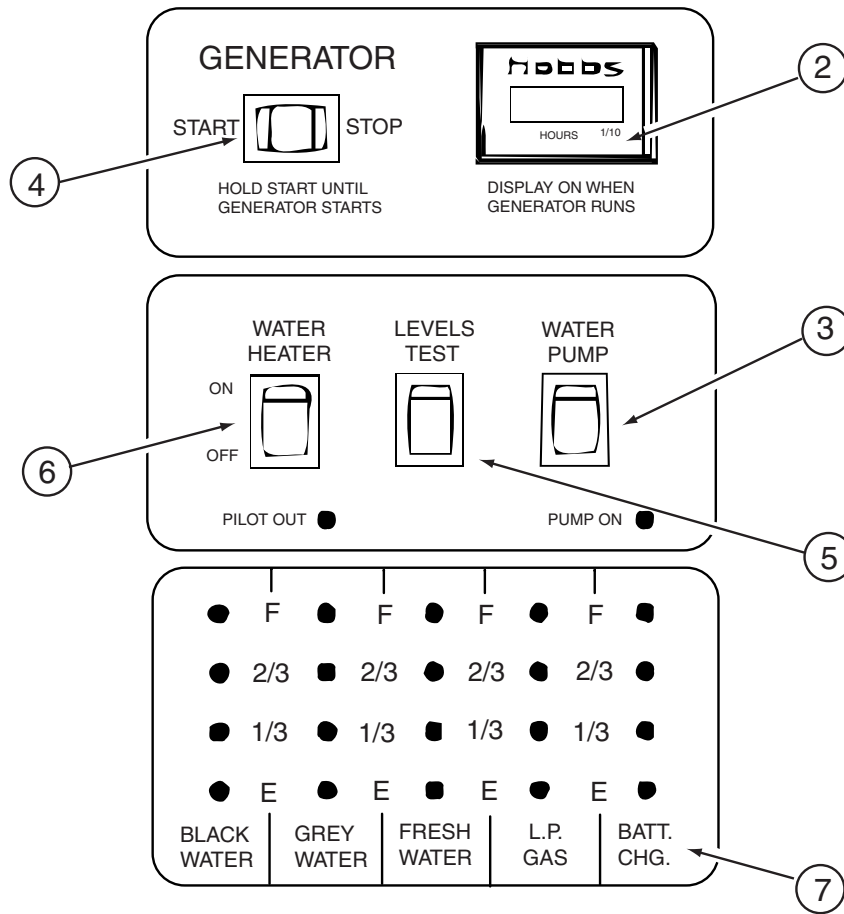 GENERATOR
hobbs
2
START
STOP
HOURS
1/10
4
HOLD START UNTIL
GENERATOR STARTS
DISPLAY ON WHEN
GENERATOR RUNS
WATER
HEATER
LEVELS
TEST
WATER
PUMP
3
ON
OFF
6
PILOT OUT
PUMP ON
5
F F F F
2/3 2/3 2/3 2/3
1/3 1/3 1/3 1/3
E E E E
BLACK
WATER
GREY
WATER
FRESH
WATER
L.P.
GAS
BATT.
CHG.
7